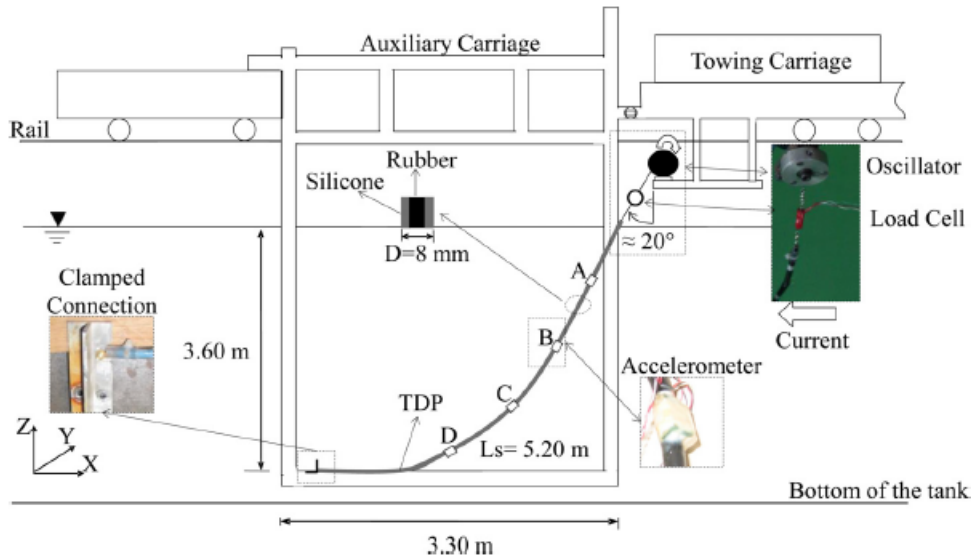 Auxiliary Carriage
Towing Carriage
Rail
Rubber
Silicone
Oscillator
Load Cell
≈ 20°
D=8 mm
A
Clamped
Connection
Current
B
3.60 m
Accelerometer
C
TDP
Z
Y
X
D
Ls= 5.20 m
Bottom of the tank
3.30 m